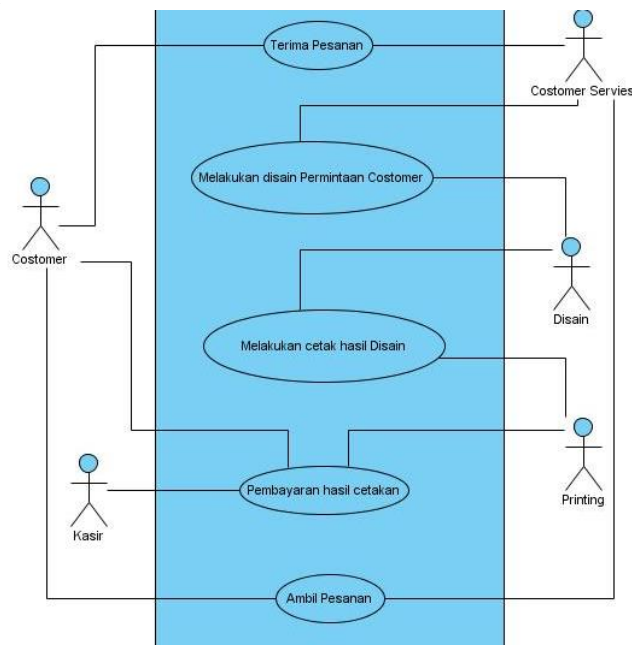 Terima Pesanan
Costomer Servies
Melakukan disain Permintaan Costomer
Costomer
Disain
Melakukan cetak hasil Disain
Pembayaran hasil cetakan
Printing
Kasir
Ambil Pesanan